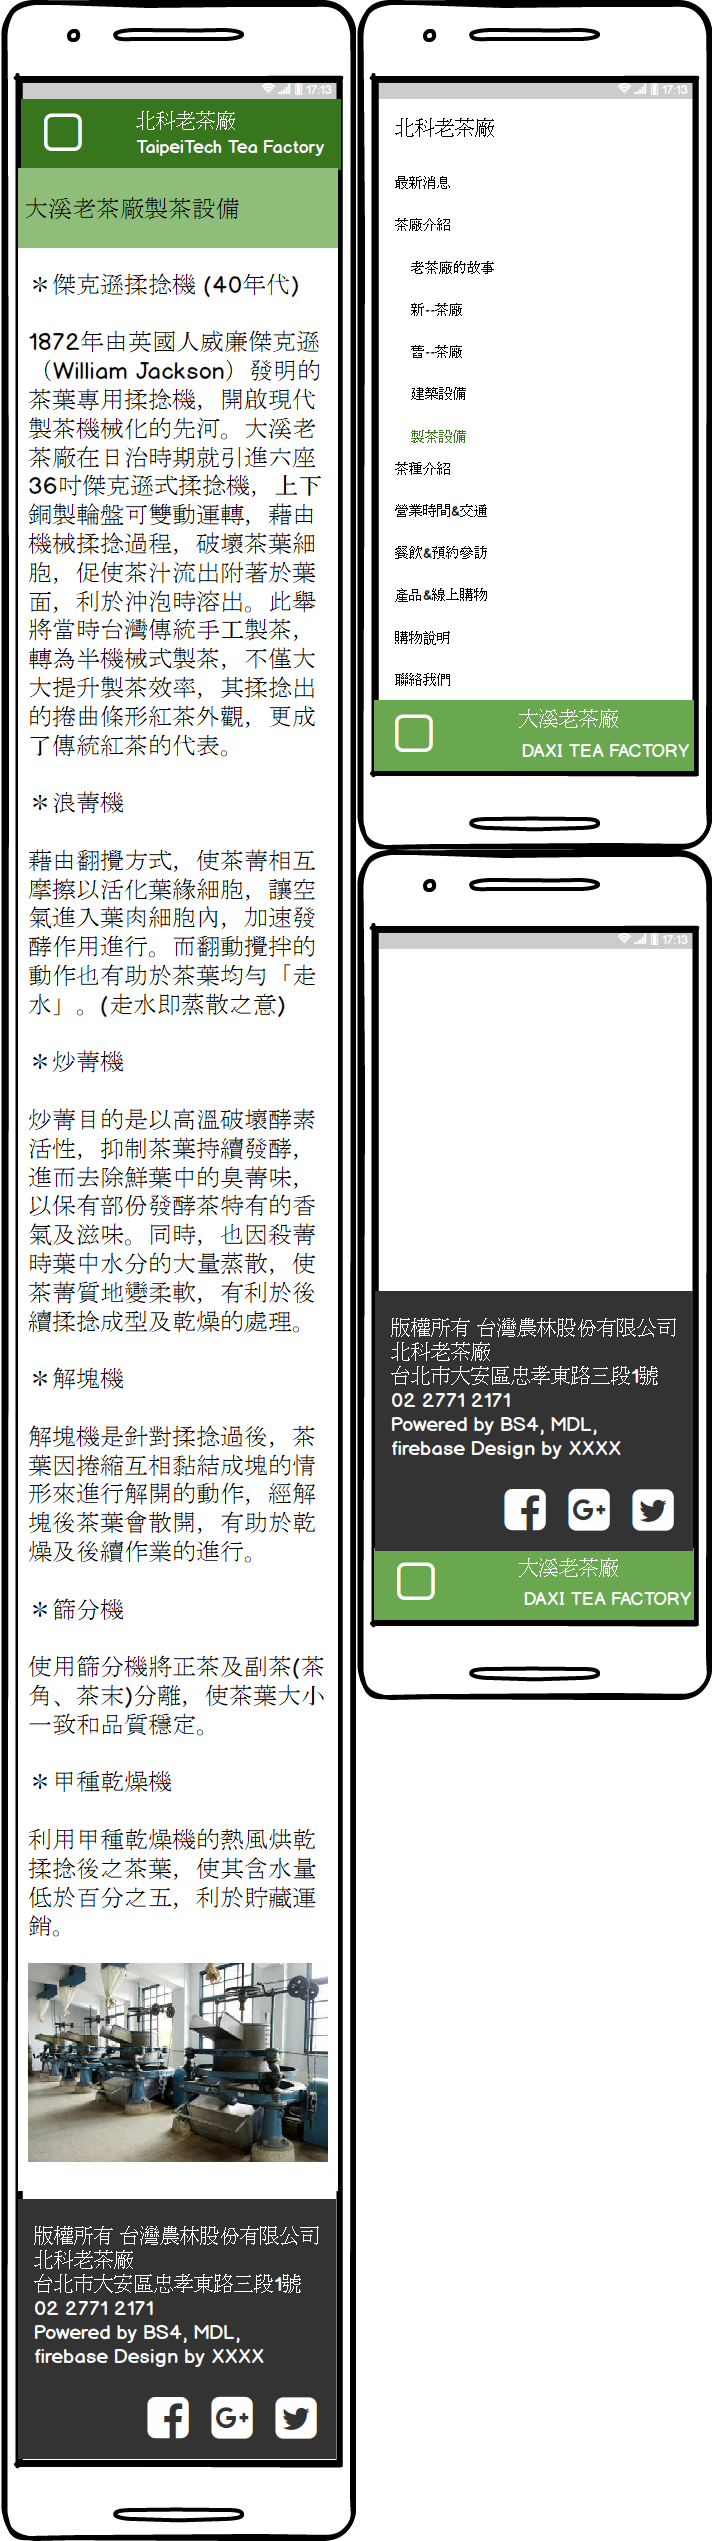 17:13
北科老茶廠
TaipeiTech Tea Factory
大溪老茶廠製茶設備
＊傑克遜揉捻機 (40年代)
1872年由英國人威廉傑克遜
（William Jackson）發明的
茶葉專用揉捻機，開啟現代
製茶機械化的先河。大溪老
茶廠在日治時期就引進六座
36吋傑克遜式揉捻機，上下
銅製輪盤可雙動運轉，藉由
機械揉捻過程，破壞茶葉細
胞，促使茶汁流出附著於葉
面，利於沖泡時溶出。此舉
將當時台灣傳統手工製茶，
轉為半機械式製茶，不僅大
大提升製茶效率，其揉捻出
的捲曲條形紅茶外觀，更成
了傳統紅茶的代表。
＊浪菁機
藉由翻攪方式，使茶菁相互
摩擦以活化葉緣細胞，讓空
氣進入葉肉細胞內，加速發
酵作用進行。而翻動攪拌的
動作也有助於茶葉均勻「走
水」。(走水即蒸散之意)
＊炒菁機
炒菁目的是以高溫破壞酵素
活性，抑制茶葉持續發酵，
進而去除鮮葉中的臭菁味，
以保有部份發酵茶特有的香
氣及滋味。同時，也因殺菁
時葉中水分的大量蒸散，使
茶菁質地變柔軟，有利於後
續揉捻成型及乾燥的處理。
＊解塊機
解塊機是針對揉捻過後，茶
葉因捲縮互相黏結成塊的情
形來進行解開的動作，經解
塊後茶葉會散開，有助於乾
燥及後續作業的進行。
＊篩分機
使用篩分機將正茶及副茶(茶
角、茶末)分離，使茶葉大小
一致和品質穩定。
＊甲種乾燥機
利用甲種乾燥機的熱風烘乾
揉捻後之茶葉，使其含水量
低於百分之五，利於貯藏運
銷。
版權所有 台灣農林股份有限公司
北科老茶廠
台北市大安區忠孝東路三段1號
02 2771 2171
Powered by BS4, MDL,
firebase Design by XXXX
17:13
北科老茶廠
最新消息
茶廠介紹
老茶廠的故事
新--茶廠
舊--茶廠
建築設備
製茶設備
茶種介紹
營業時間&交通
餐飲&預約參訪
產品&線上購物
購物說明
聯絡我們
大溪老茶廠
DAXI TEA FACTORY
17:13
版權所有 台灣農林股份有限公司
北科老茶廠
台北市大安區忠孝東路三段1號
02 2771 2171
Powered by BS4, MDL,
firebase Design by XXXX
大溪老茶廠
DAXI TEA FACTORY